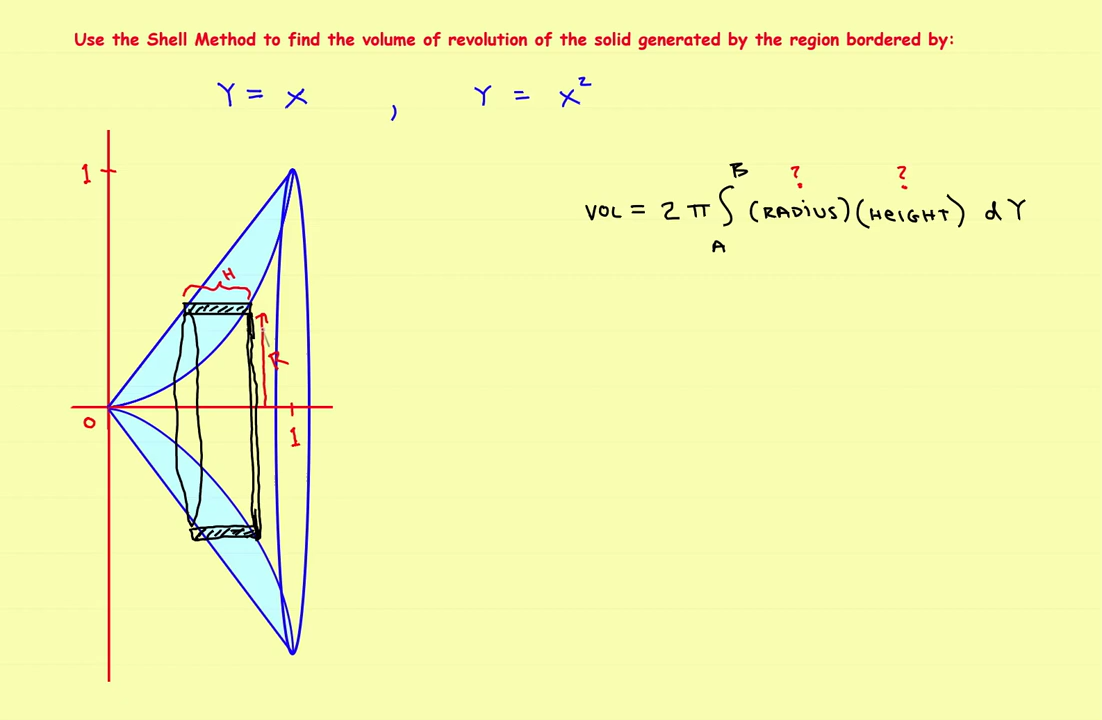 Use the Shell Method to find the volume of revolution of the solid generated by the region bordered by:
Y = x , Y = x²
B ? ?
VOL = 2 π ∫ (RADIUS) (HEIGHT) dY
A
1
H
R
0
1